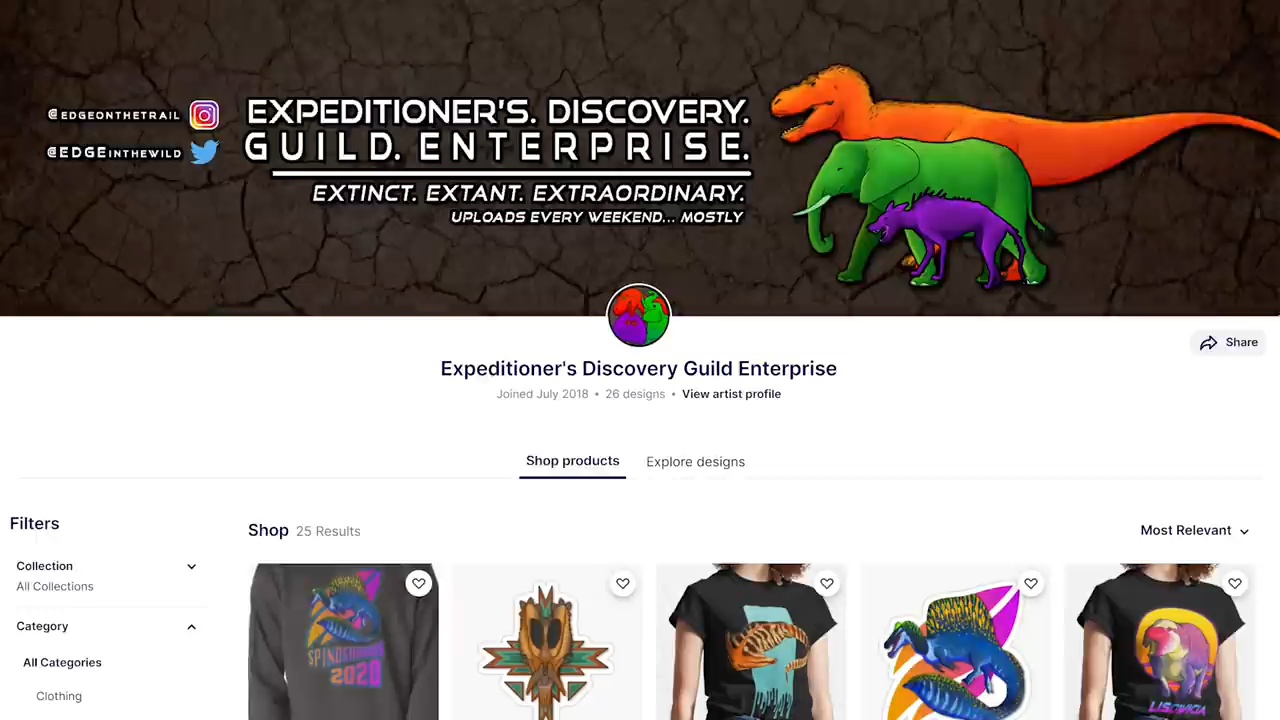 @EDGEONTHETRAIL
@EDGEINTHEWILD
EXPEDITIONER'S. DISCOVERY.
GUILD. ENTERPRISE.
EXTINCT. EXTANT. EXTRAORDINARY.
UPLOADS EVERY WEEKEND... MOSTLY
Share
Expeditioner's Discovery Guild Enterprise
Joined July 2018 • 26 designs • View artist profile
Shop products
Explore designs
Filters
Shop 25 Results
Most Relevant
Collection
All Collections
Category
All Categories
Clothing
2020